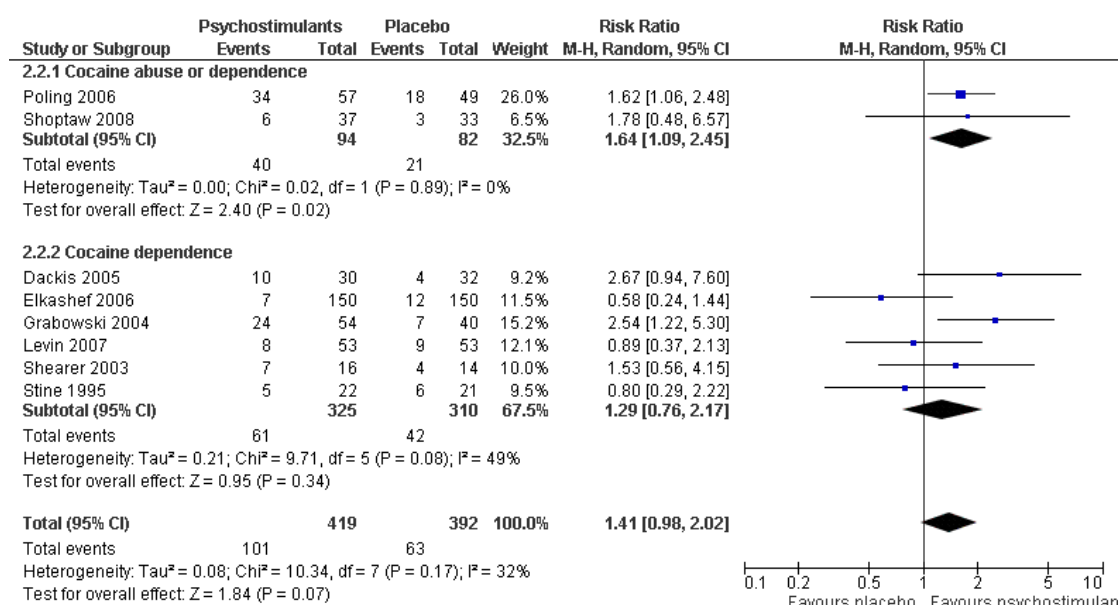 Psychostimulants Placebo Risk Ratio Risk Ratio
Study or Subgroup Events Total Events Total Weight M-H, Random, 95% CI M-H, Random, 95% CI
2.2.1 Cocaine abuse or dependence
Poling 2006 34 57 18 49 26.0% 1.62 [1.06, 2.48]
Shoptaw 2008 6 37 3 33 6.5% 1.78 [0.48, 6.57]
Subtotal (95% CI) 94 82 32.5% 1.64 [1.09, 2.45]
Total events 40 21
Heterogeneity: Tau² = 0.00; Chi² = 0.02, df = 1 (P = 0.89); I² = 0%
Test for overall effect: Z = 2.40 (P = 0.02)
2.2.2 Cocaine dependence
Dackis 2005 10 30 4 32 9.2% 2.67 [0.94, 7.60]
Elkashef 2006 7 150 12 150 11.5% 0.58 [0.24, 1.44]
Grabowski 2004 24 54 7 40 15.2% 2.54 [1.22, 5.30]
Levin 2007 8 53 9 53 12.1% 0.89 [0.37, 2.13]
Shearer 2003 7 16 4 14 10.0% 1.53 [0.56, 4.15]
Stine 1995 5 22 6 21 9.5% 0.80 [0.29, 2.22]
Subtotal (95% CI) 325 310 67.5% 1.29 [0.76, 2.17]
Total events 61 42
Heterogeneity: Tau² = 0.21; Chi² = 9.71, df = 5 (P = 0.08); I² = 49%
Test for overall effect: Z = 0.95 (P = 0.34)
Total (95% CI) 419 392 100.0% 1.41 [0.98, 2.02]
Total events 101 63
Heterogeneity: Tau² = 0.08; Chi² = 10.34, df = 7 (P = 0.17); I² = 32%
Test for overall effect: Z = 1.84 (P = 0.07)
0.1 0.2 0.5 1 2 5 10
Favours placebo Favours psychostimulan